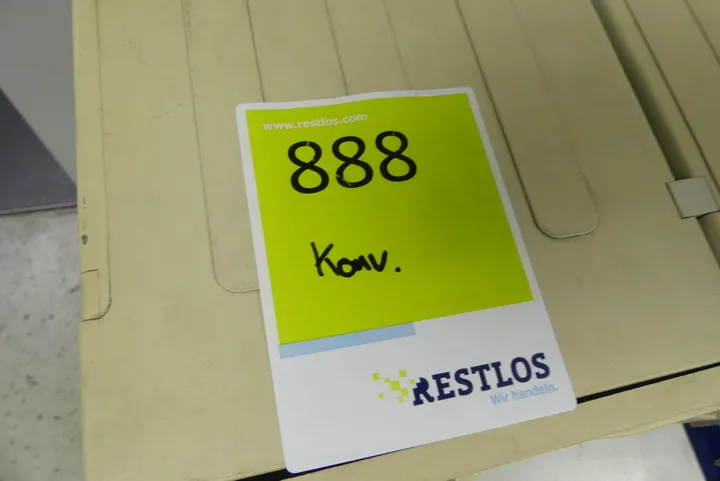 www.restlos.com
888
Konv.
RESTLOS
Wir handeln.